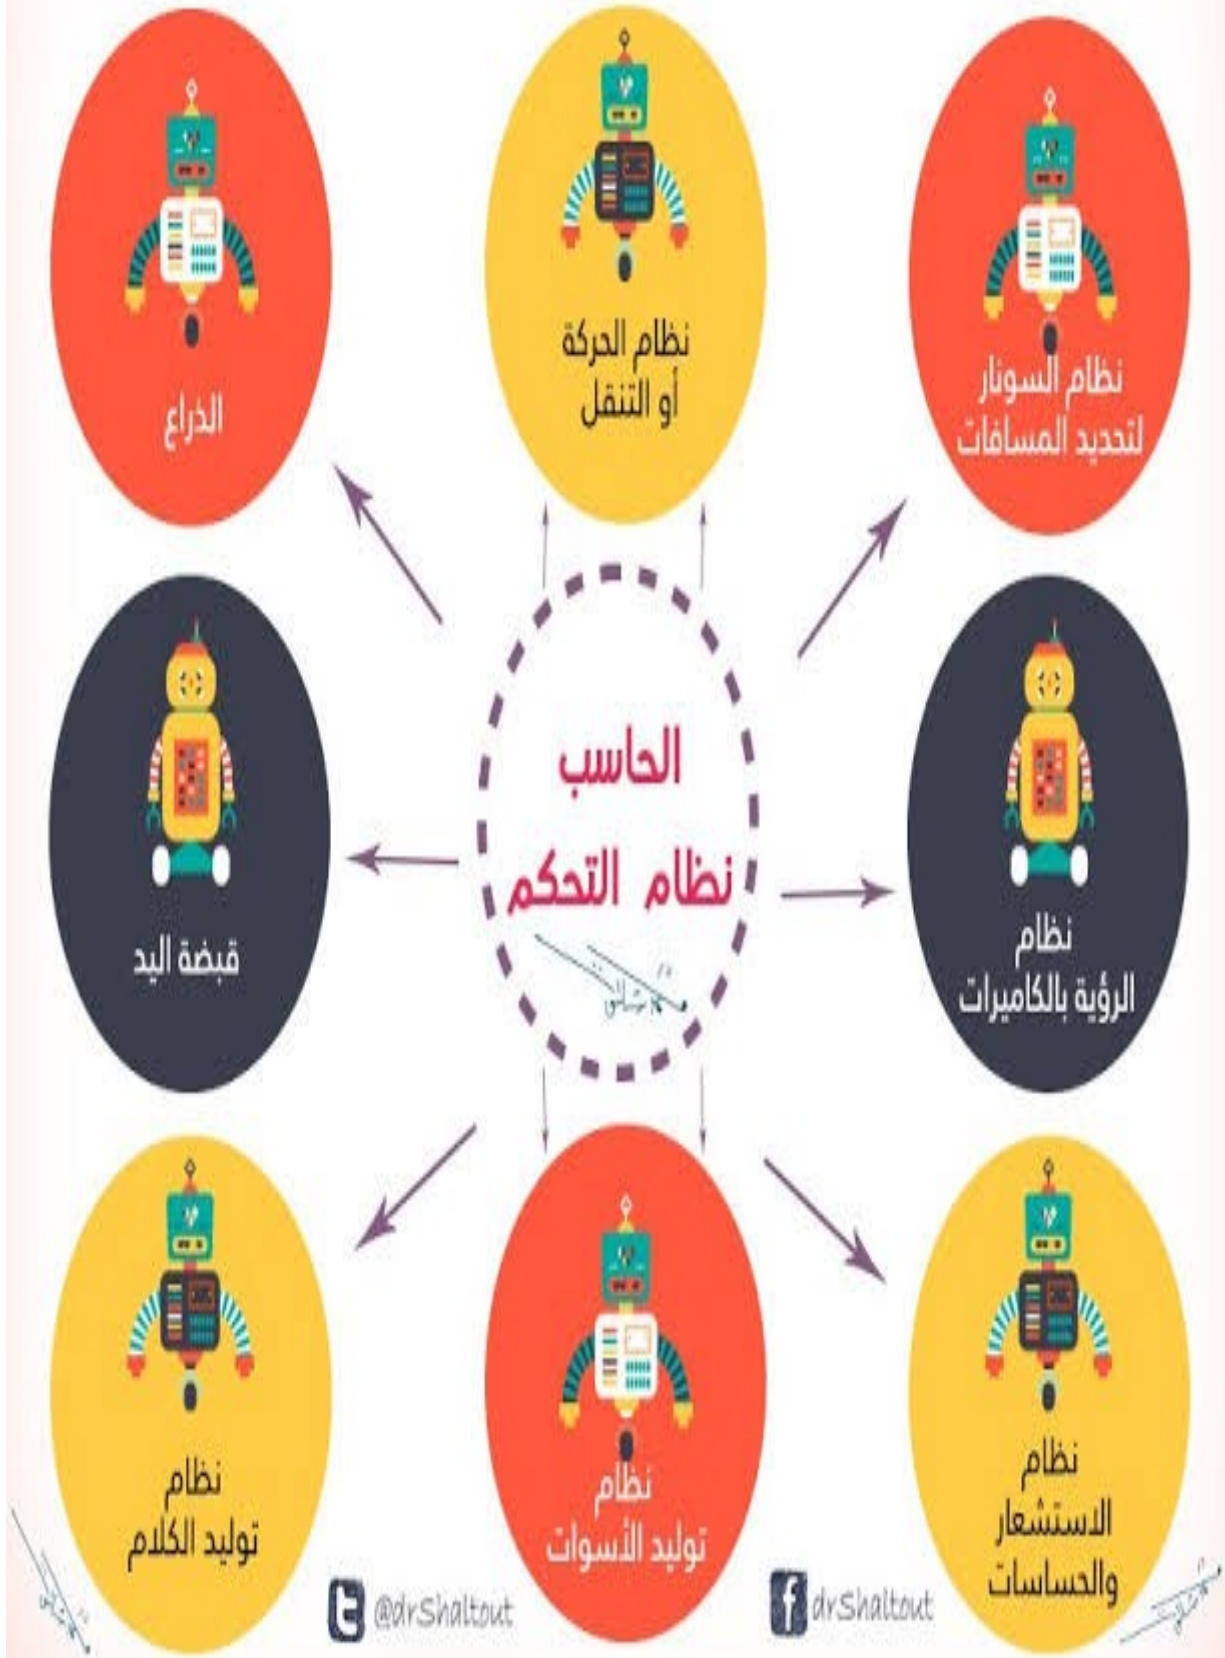 نظام السونار
لتحديد المسافات
نظام الحركة
أو التنقل
الذراع
الحاسب
نظام التحكم
نظام
الرؤية بالكاميرات
قبضة اليد
نظام
الاستشعار
والحساسات
نظام
توليد الأسوات
نظام
توليد الكلام
@drShaltout
drShaltout